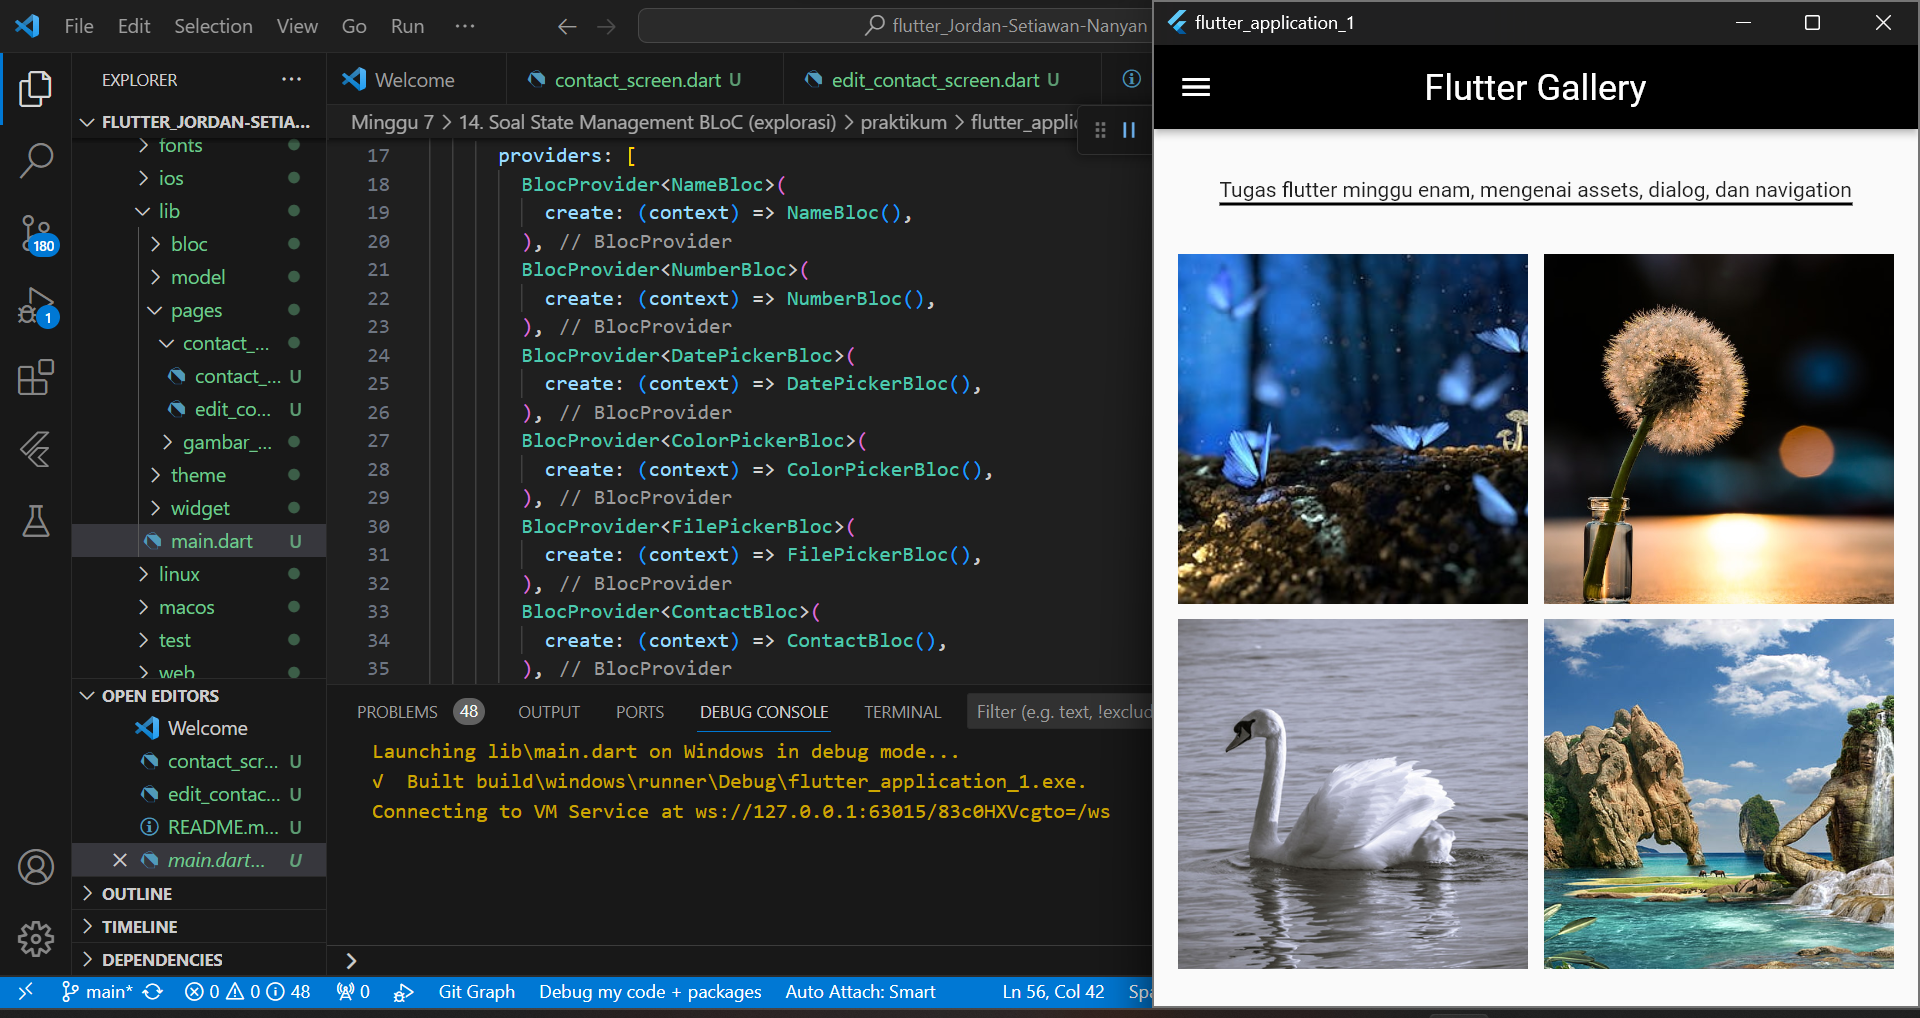 File Edit Selection View Go Run ···
flutter_Jordan-Setiawan-Nanyan
EXPLORER ···
FLUTTER_JORDAN-SETIA...
fonts
ios
lib
bloc
model
pages
contact_...
contact_... U
edit_co... U
gambar_...
theme
widget
main.dart U
linux
macos
test
web
OPEN EDITORS
Welcome
contact_scr... U
edit_contac... U
README.m... U
main.dart... U
OUTLINE
TIMELINE
DEPENDENCIES
180
1
Welcome contact_screen.dart U edit_contact_screen.dart U
Minggu 7 > 14. Soal State Management BLoC (explorasi) > praktikum > flutter_applic
17 providers: [
18 BlocProvider<NameBloc>(
19 create: (context) => NameBloc(),
20 ), // BlocProvider
21 BlocProvider<NumberBloc>(
22 create: (context) => NumberBloc(),
23 ), // BlocProvider
24 BlocProvider<DatePickerBloc>(
25 create: (context) => DatePickerBloc(),
26 ), // BlocProvider
27 BlocProvider<ColorPickerBloc>(
28 create: (context) => ColorPickerBloc(),
29 ), // BlocProvider
30 BlocProvider<FilePickerBloc>(
31 create: (context) => FilePickerBloc(),
32 ), // BlocProvider
33 BlocProvider<ContactBloc>(
34 create: (context) => ContactBloc(),
35 ), // BlocProvider
PROBLEMS 48 OUTPUT PORTS DEBUG CONSOLE TERMINAL Filter (e.g. text, !exclud
Launching lib\main.dart on Windows in debug mode...
√ Built build\windows\runner\Debug\flutter_application_1.exe.
Connecting to VM Service at ws://127.0.0.1:63015/83c0HXVcgto=/ws
>
main* 0 0 48 0 Git Graph Debug my code + packages Auto Attach: Smart Ln 56, Col 42 Spa
flutter_application_1
Flutter Gallery
Tugas flutter minggu enam, mengenai assets, dialog, dan navigation